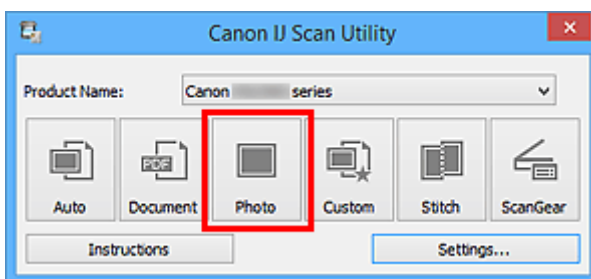 Canon IJ Scan Utility
Product Name: Canon series
Auto Document Photo Custom Stitch ScanGear
PDF
Instructions Settings...